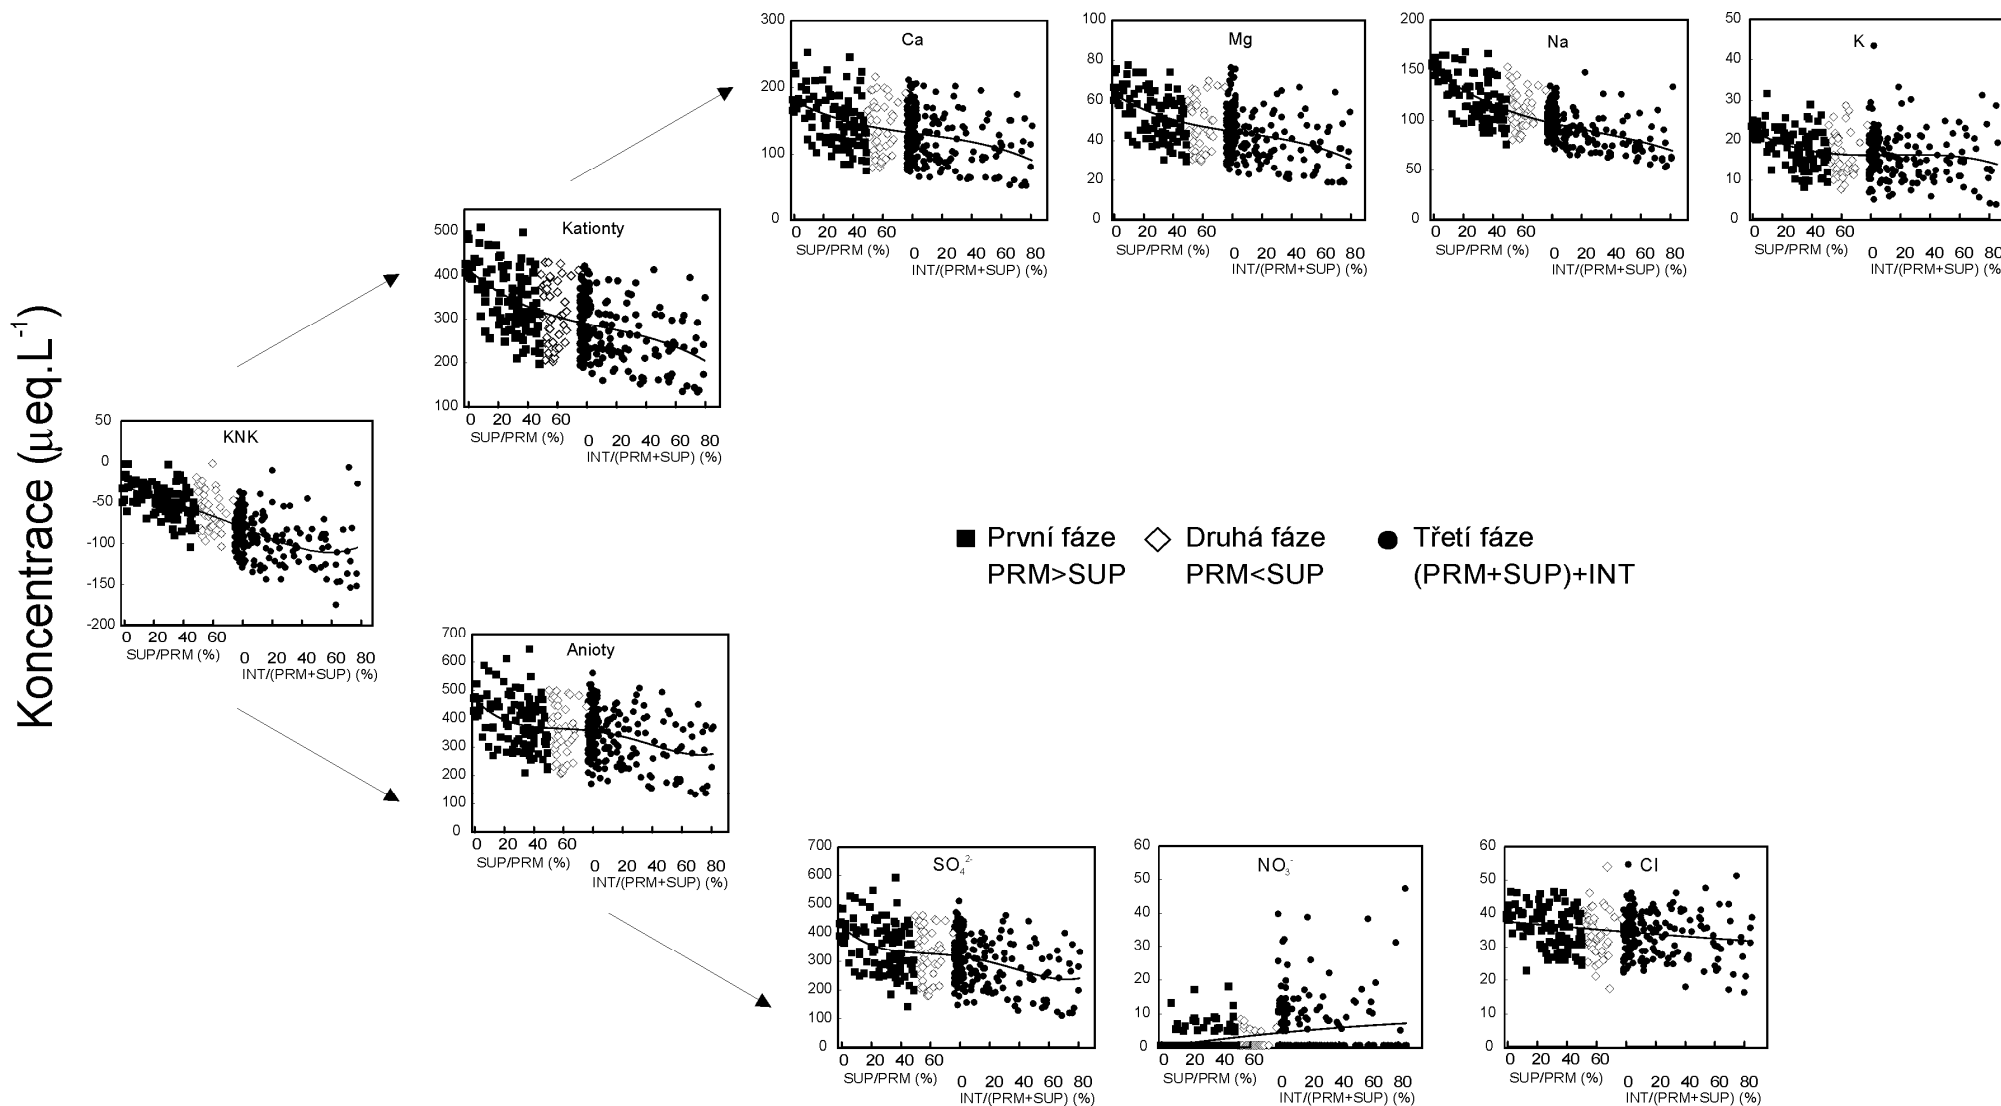 Koncentrace (μeq.L-1)
300
200
100
0
Ca
0 20 40 60
SUP/PRM (%)
0 20 40 60 80
INT/(PRM+SUP) (%)
100
80
60
40
20
0
Mg
0 20 40 60
SUP/PRM (%)
0 20 40 60 80
INT/(PRM+SUP) (%)
200
150
100
50
0
Na
0 20 40 60
SUP/PRM (%)
0 20 40 60 80
INT/(PRM+SUP) (%)
50
40
30
20
10
0
K
0 20 40 60
SUP/PRM (%)
0 20 40 60 80
INT/(PRM+SUP) (%)
500
400
300
200
100
Kationty
0 20 40 60
SUP/PRM (%)
0 20 40 60 80
INT/(PRM+SUP) (%)
50
0
-50
-100
-150
-200
KNK
0 20 40 60
SUP/PRM (%)
0 20 40 60 80
INT/(PRM+SUP) (%)
První fáze
PRM>SUP
Druhá fáze
PRM<SUP
Třetí fáze
(PRM+SUP)+INT
700
600
500
400
300
200
100
0
Anioty
0 20 40 60
SUP/PRM (%)
0 20 40 60 80
INT/(PRM+SUP) (%)
700
600
500
400
300
200
100
0
SO42-
0 20 40 60
SUP/PRM (%)
0 20 40 60 80
INT/(PRM+SUP) (%)
60
50
40
30
20
10
0
NO3-
0 20 40 60
SUP/PRM (%)
0 20 40 60 80
INT/(PRM+SUP) (%)
60
50
40
30
20
10
0
Cl
0 20 40 60
SUP/PRM (%)
0 20 40 60 80
INT/(PRM+SUP) (%)